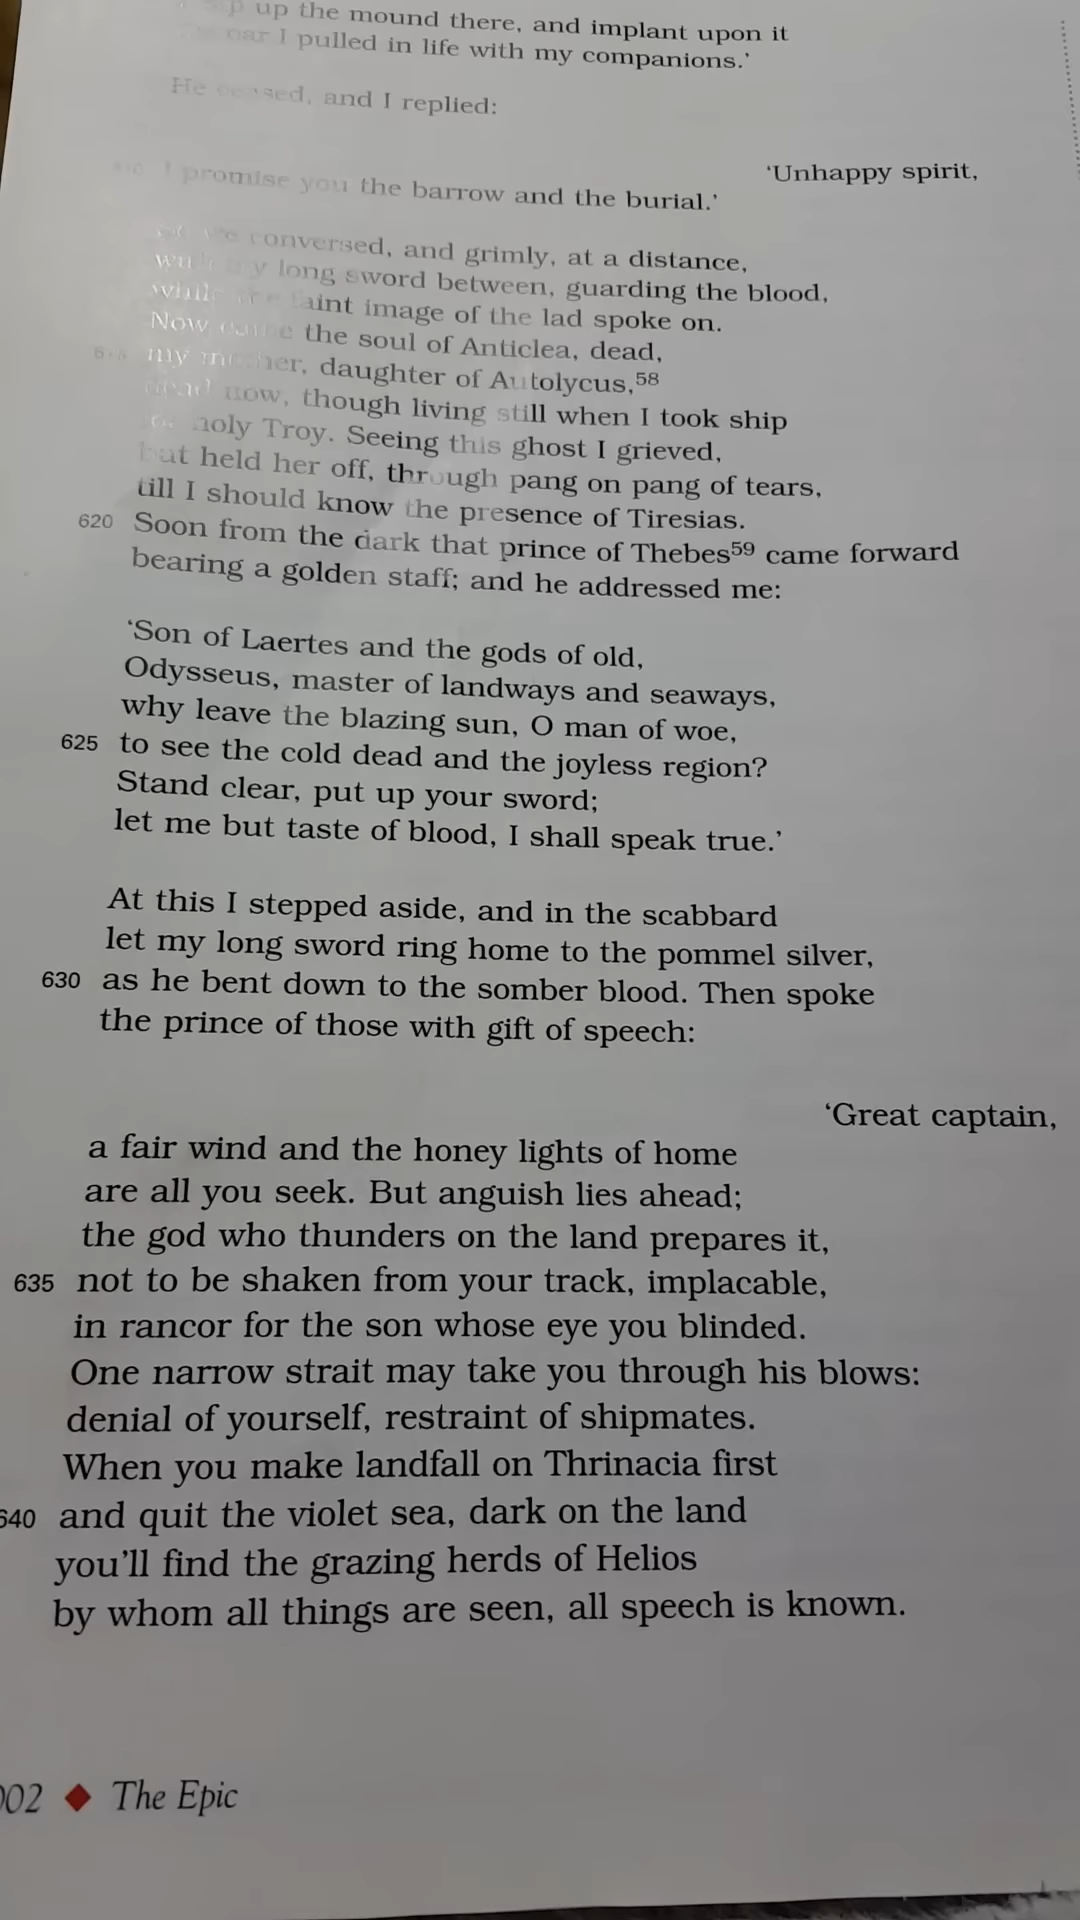 up the mound there, and implant upon it
oar I pulled in life with my companions.’
He ceased, and I replied:
‘Unhappy spirit,
I promise you the barrow and the burial.’
we conversed, and grimly, at a distance,
with my long sword between, guarding the blood,
while the faint image of the lad spoke on.
Now came the soul of Anticlea, dead,
my mother, daughter of Autolycus,58
dead now, though living still when I took ship
holy Troy. Seeing this ghost I grieved,
but held her off, through pang on pang of tears,
till I should know the presence of Tiresias.
620 Soon from the dark that prince of Thebes59 came forward
bearing a golden staff; and he addressed me:
‘Son of Laertes and the gods of old,
Odysseus, master of landways and seaways,
why leave the blazing sun, O man of woe,
625 to see the cold dead and the joyless region?
Stand clear, put up your sword;
let me but taste of blood, I shall speak true.’
At this I stepped aside, and in the scabbard
let my long sword ring home to the pommel silver,
630 as he bent down to the somber blood. Then spoke
the prince of those with gift of speech:
‘Great captain,
a fair wind and the honey lights of home
are all you seek. But anguish lies ahead;
the god who thunders on the land prepares it,
635 not to be shaken from your track, implacable,
in rancor for the son whose eye you blinded.
One narrow strait may take you through his blows:
denial of yourself, restraint of shipmates.
When you make landfall on Thrinacia first
640 and quit the violet sea, dark on the land
you’ll find the grazing herds of Helios
by whom all things are seen, all speech is known.
002 ◆ The Epic